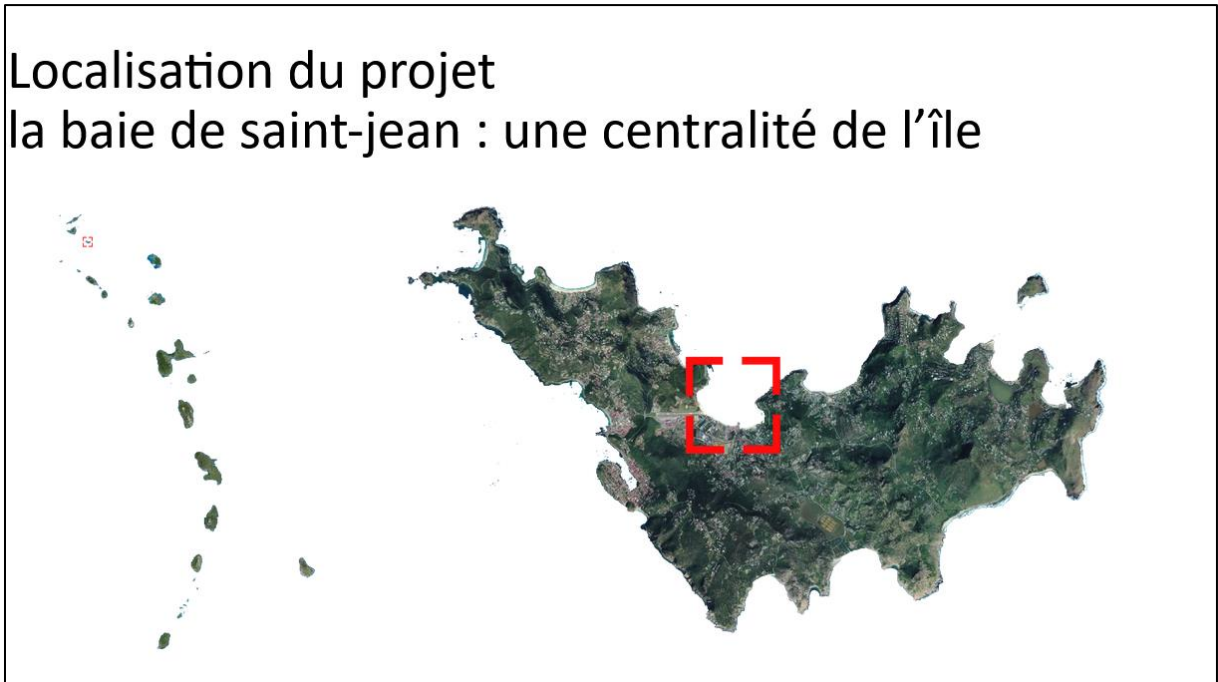 Localisation du projet
la baie de saint-jean : une centralité de l’île